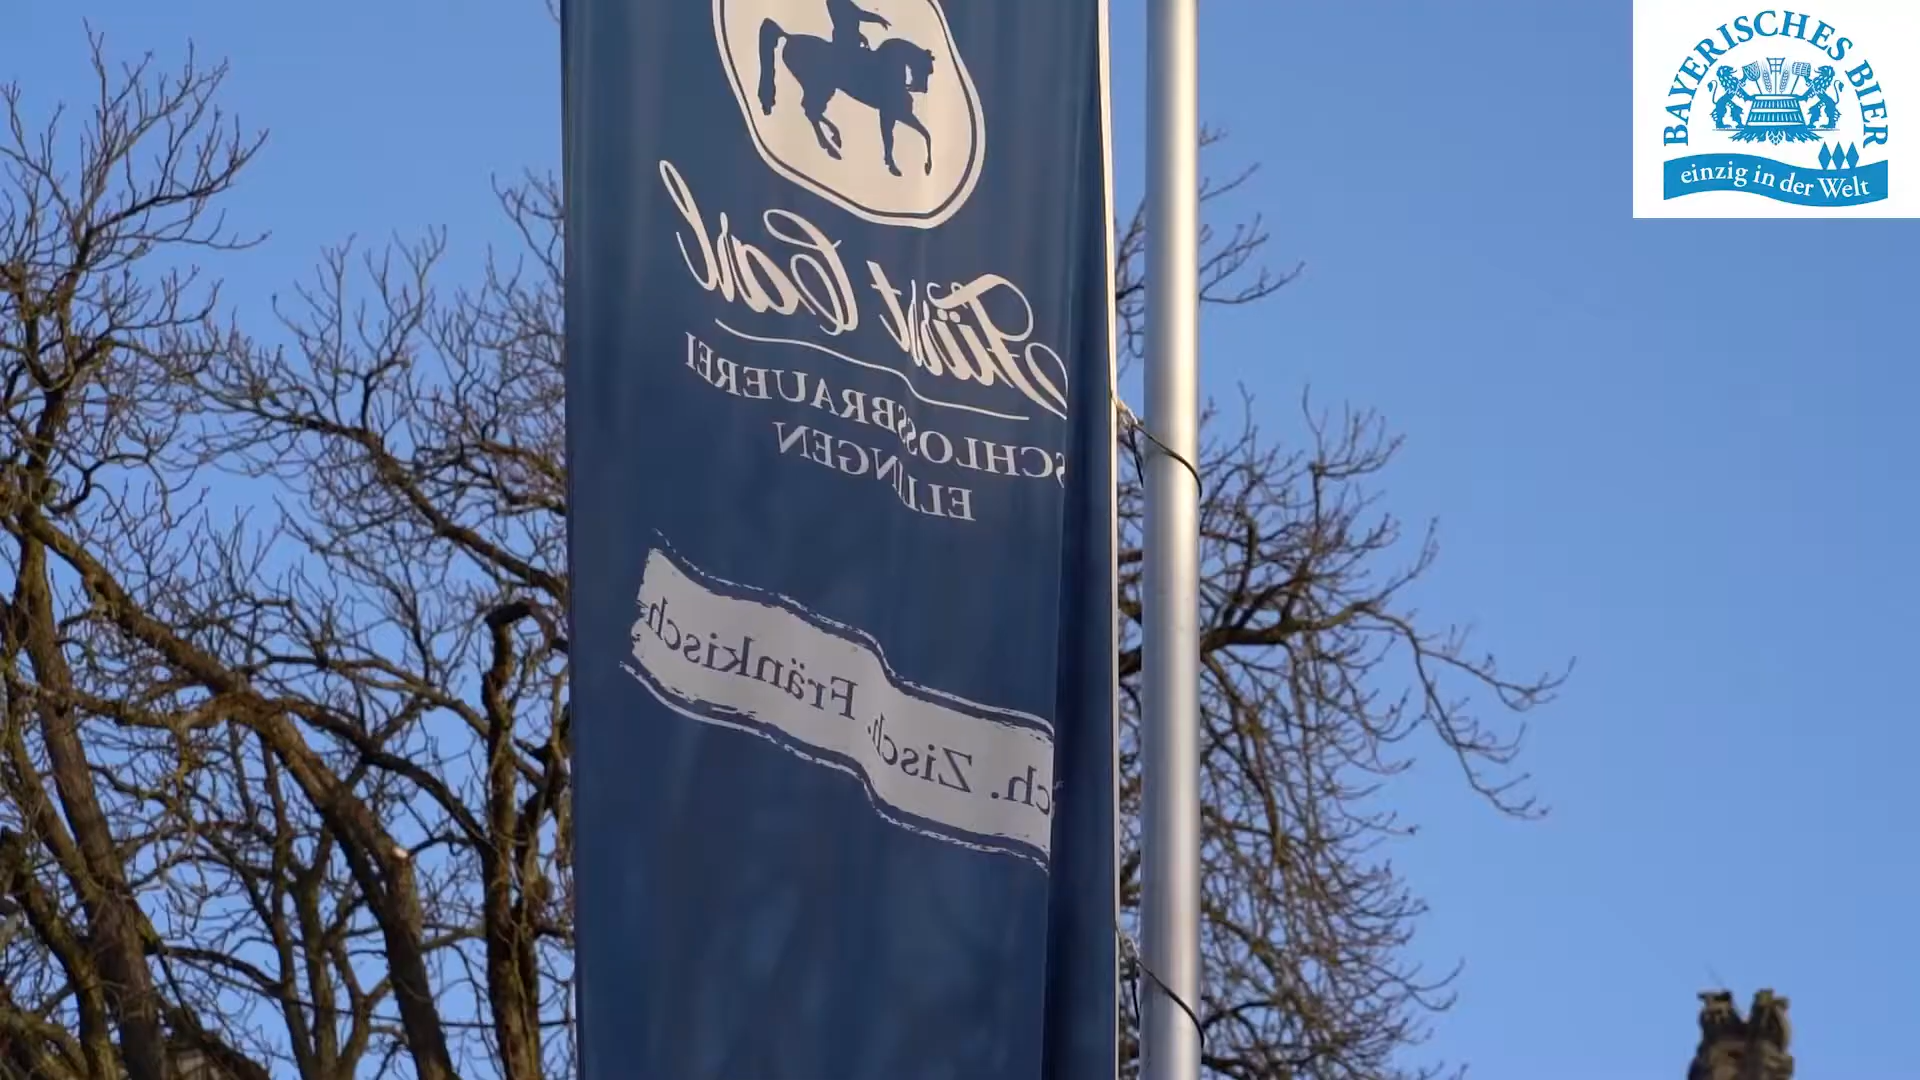 Fürst Carl
SCHLOSSBRAUEREI
ELLINGEN
ch. Zisch. Fränkisch
BAYERISCHES BIER
einzig in der Welt